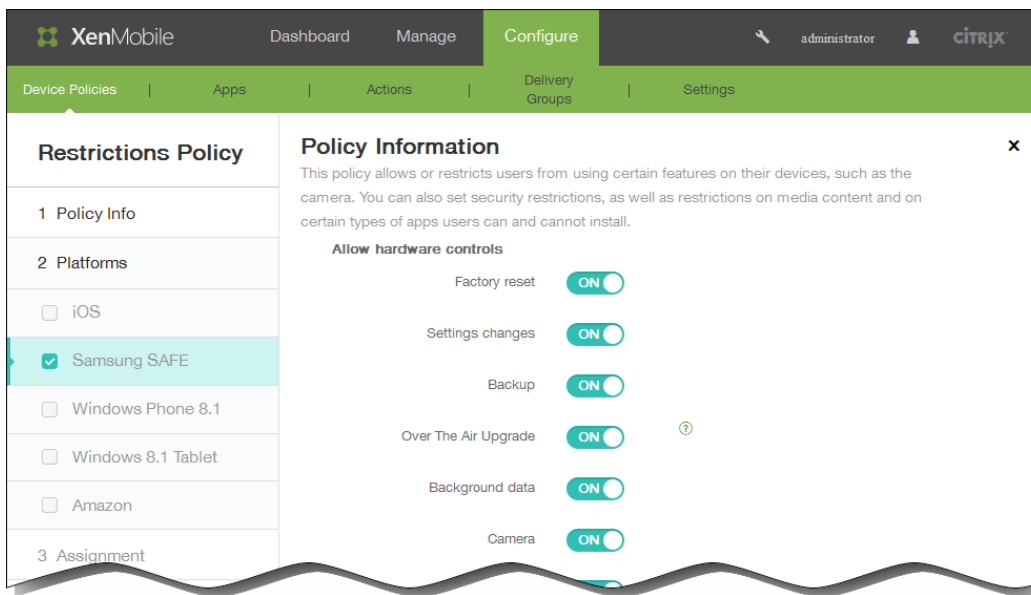 XenMobile Dashboard Manage Configure administrator CITRIX
Device Policies | Apps | Actions | Delivery Groups | Settings
Restrictions Policy
1 Policy Info
2 Platforms
iOS
Samsung SAFE
Windows Phone 8.1
Windows 8.1 Tablet
Amazon
3 Assignment
Policy Information
x
This policy allows or restricts users from using certain features on their devices, such as the
camera. You can also set security restrictions, as well as restrictions on media content and on
certain types of apps users can and cannot install.
Allow hardware controls
Factory reset ON
Settings changes ON
Backup ON
Over The Air Upgrade ON ?
Background data ON
Camera ON